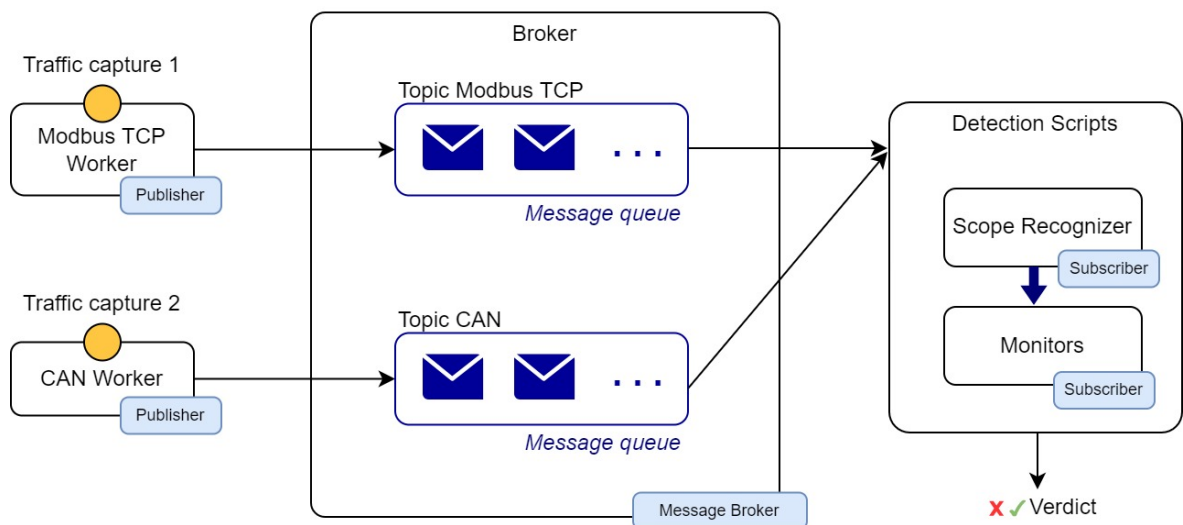 Broker
Traffic capture 1
Modbus TCP
Worker
Publisher
Topic Modbus TCP
. . .
Message queue
Detection Scripts
Scope Recognizer
Subscriber
Monitors
Subscriber
Traffic capture 2
CAN Worker
Publisher
Topic CAN
. . .
Message queue
Message Broker
x ✓ Verdict